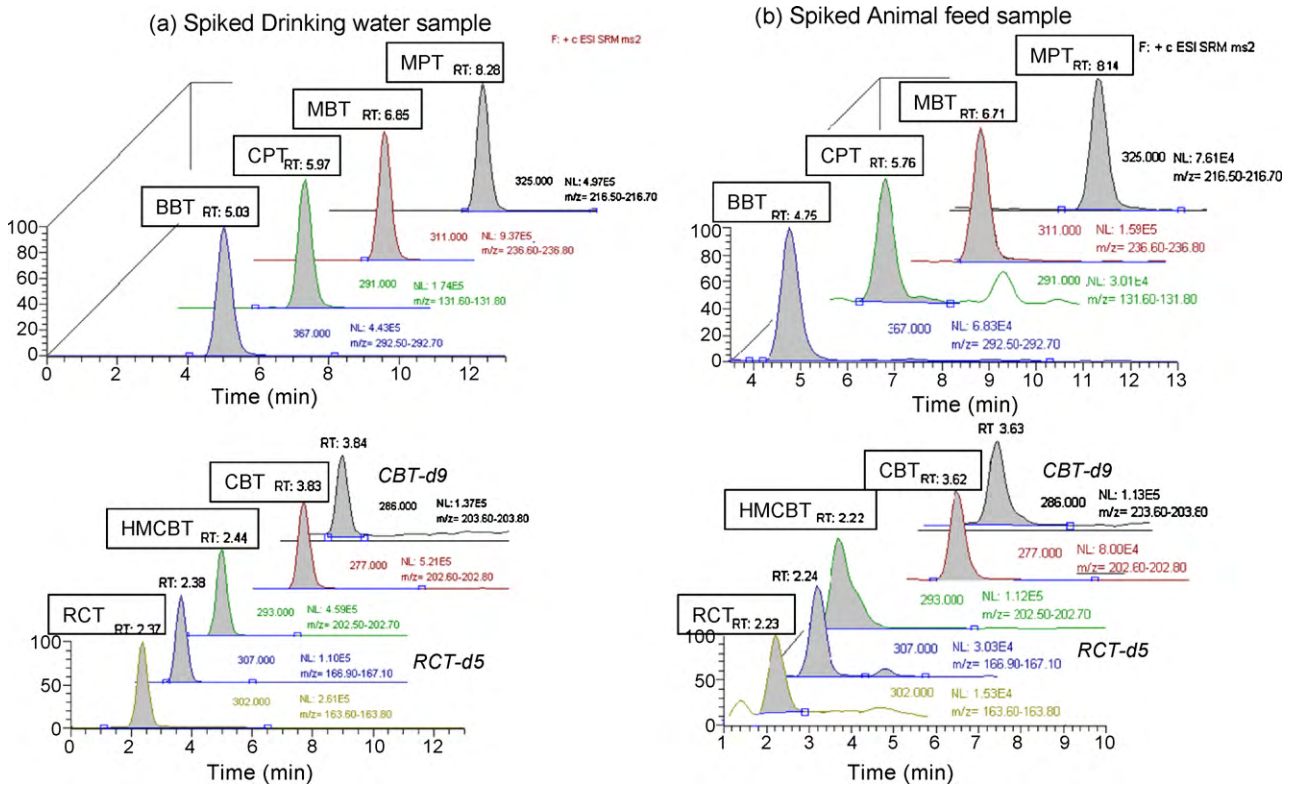 (a) Spiked Drinking water sample
F: + c ESI SRM ms2
MPT RT: 8.28
MBT RT: 6.85
CPT RT: 5.97
BBT RT: 5.03
325.000 NL: 4.97E5
m/z= 216.50-216.70
311.000 NL: 9.37E5
m/z= 236.60-236.80
291.000 NL: 1.74E5
m/z= 131.60-131.80
367.000 NL: 4.43E5
m/z= 292.50-292.70
100
80
60
40
20
0
0 2 4 6 8 10 12
Time (min)
(b) Spiked Animal feed sample
F: + c ESI SRM ms2
MPT RT: 8.14
MBT RT: 6.71
CPT RT: 5.76
BBT RT: 4.75
325.000 NL: 7.61E4
m/z= 216.50-216.70
311.000 NL: 1.59E5
m/z= 236.60-236.80
291.000 NL: 3.01E4
m/z= 131.60-131.80
367.000 NL: 6.83E4
m/z= 292.50-292.70
100
80
60
40
20
0
4 5 6 7 8 9 10 11 12 13
Time (min)
RT: 3.84
CBT-d9
CBT RT: 3.83
HMCBT
RT: 2.44
RT: 2.38
RCT
RT: 2.37
286.000 NL: 1.37E5
m/z= 203.60-203.80
277.000 NL: 5.21E5
m/z= 202.60-202.80
293.000 NL: 4.59E5
m/z= 202.50-202.70
RCT-d5
307.000 NL: 1.10E5
m/z= 166.90-167.10
302.000 NL: 2.61E5
m/z= 163.60-163.80
100
50
0
0 2 4 6 8 10 12
Time (min)
RT: 3.63
CBT-d9
CBT RT: 3.62
HMCBT
RT: 2.22
RT: 2.24
RCT RT: 2.23
286.000 NL: 1.13E5
m/z= 203.60-203.80
277.000 NL: 8.00E4
m/z= 202.60-202.80
293.000 NL: 1.12E5
m/z= 202.50-202.70
RCT-d5
307.000 NL: 3.03E4
m/z= 166.90-167.10
302.000 NL: 1.53E4
m/z= 163.60-163.80
100
50
0
1 2 3 4 5 6 7 8 9 10
Time (min)